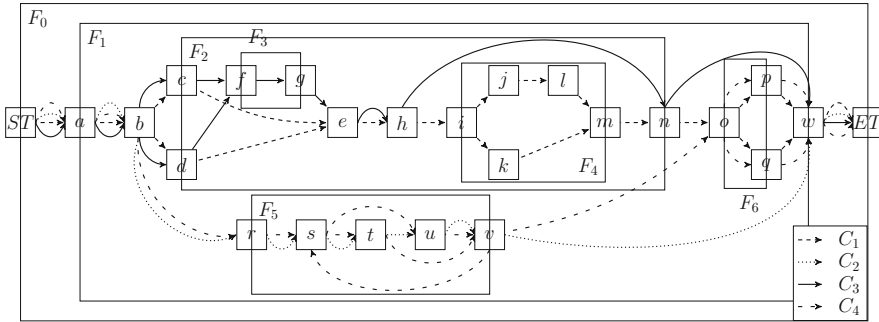 F0
F1
F2 F3
c f g j l p
ST a b e h i m n o w ET
d k q
F4
F6
F5
r s t u v
C1
C2
C3
C4